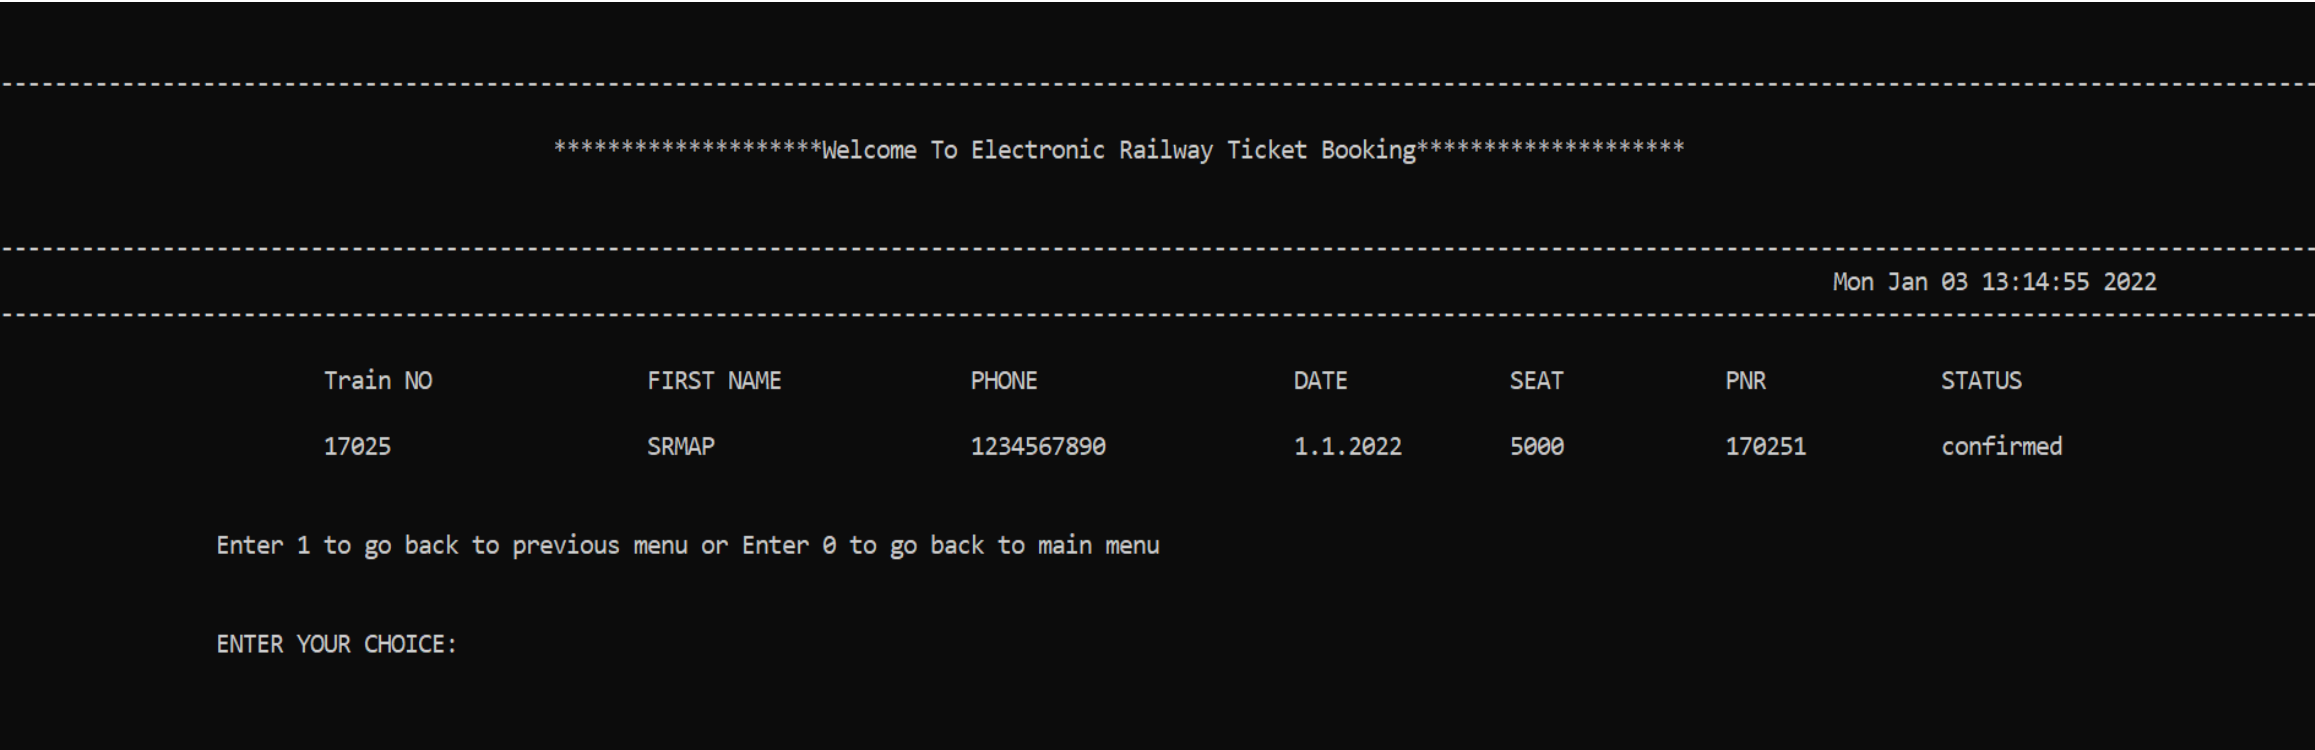 --------------------------------------------------------------------------------------------------------------------------------------------------------------------------
********************Welcome To Electronic Railway Ticket Booking********************
--------------------------------------------------------------------------------------------------------------------------------------------------------------------------
Mon Jan 03 13:14:55 2022
--------------------------------------------------------------------------------------------------------------------------------------------------------------------------
Train NO FIRST NAME PHONE DATE SEAT PNR STATUS
17025 SRMAP 1234567890 1.1.2022 5000 170251 confirmed
Enter 1 to go back to previous menu or Enter 0 to go back to main menu
ENTER YOUR CHOICE: